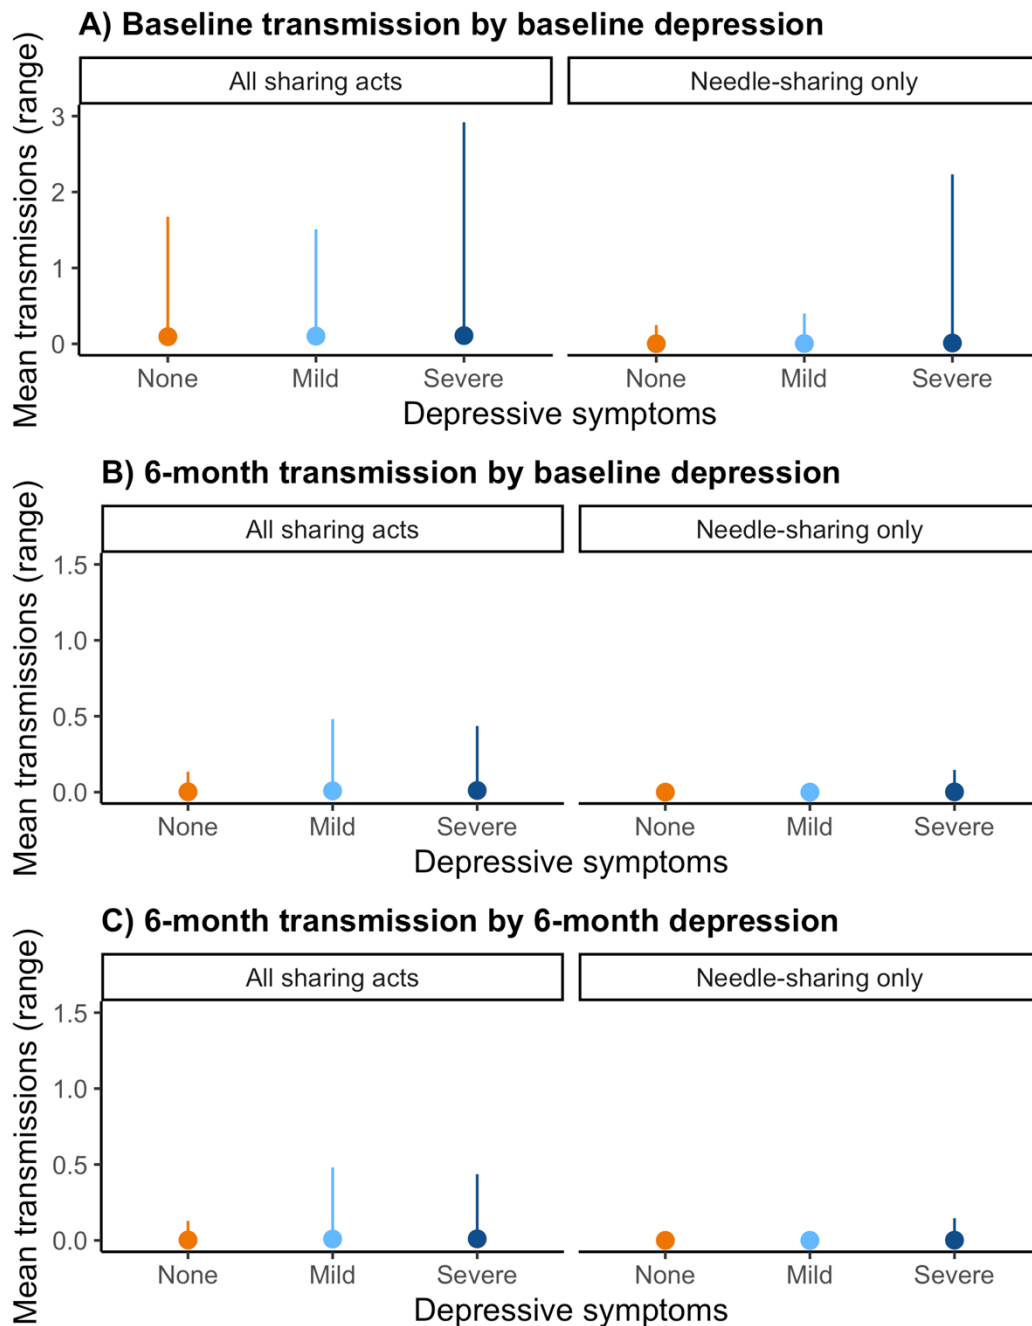 A) Baseline transmission by baseline depression
All sharing acts
Needle-sharing only
Mean transmissions (range)
3
2
1
0
None Mild Severe
None Mild Severe
Depressive symptoms
B) 6-month transmission by baseline depression
All sharing acts
Needle-sharing only
Mean transmissions (range)
1.5
1.0
0.5
0.0
None Mild Severe
None Mild Severe
Depressive symptoms
C) 6-month transmission by 6-month depression
All sharing acts
Needle-sharing only
Mean transmissions (range)
1.5
1.0
0.5
0.0
None Mild Severe
None Mild Severe
Depressive symptoms